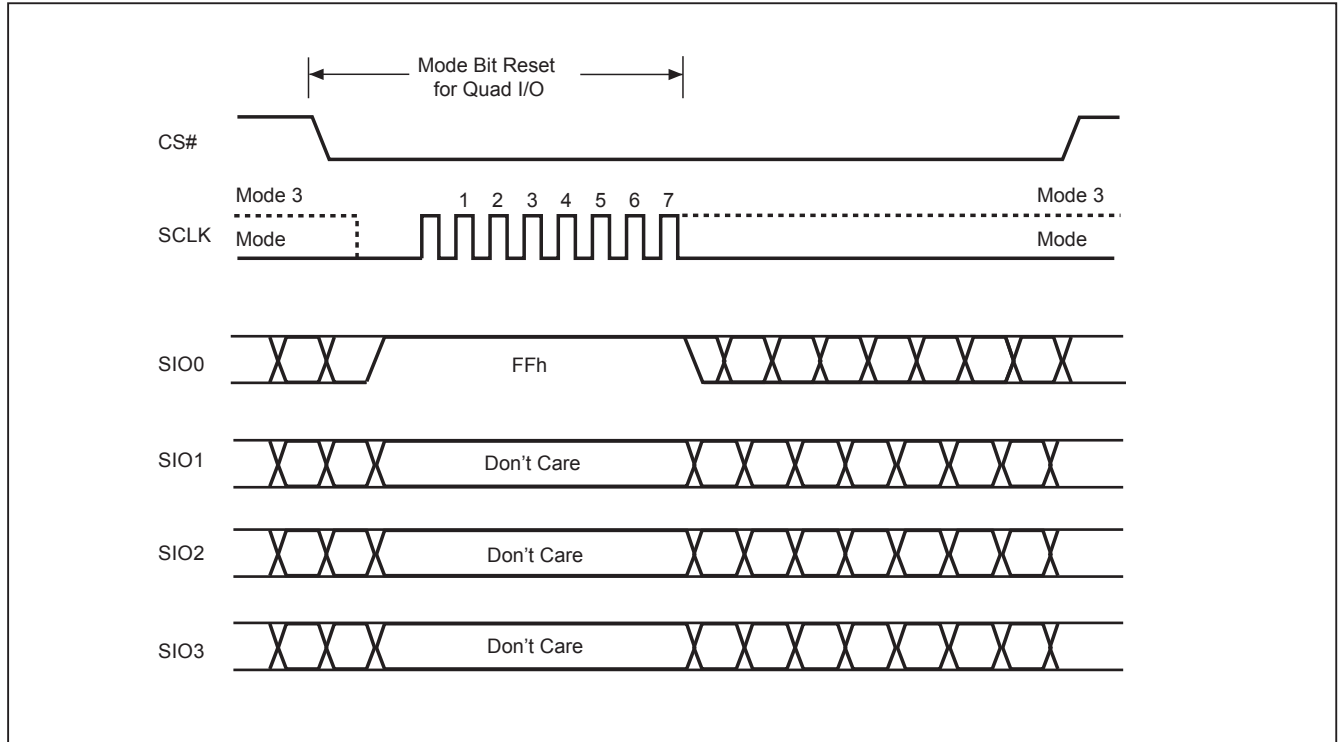 Mode Bit Reset
for Quad I/O
CS#
Mode 3
1 2 3 4 5 6 7
Mode 3
SCLK
Mode
Mode
SIO0
FFh
SIO1
Don't Care
SIO2
Don't Care
SIO3
Don't Care